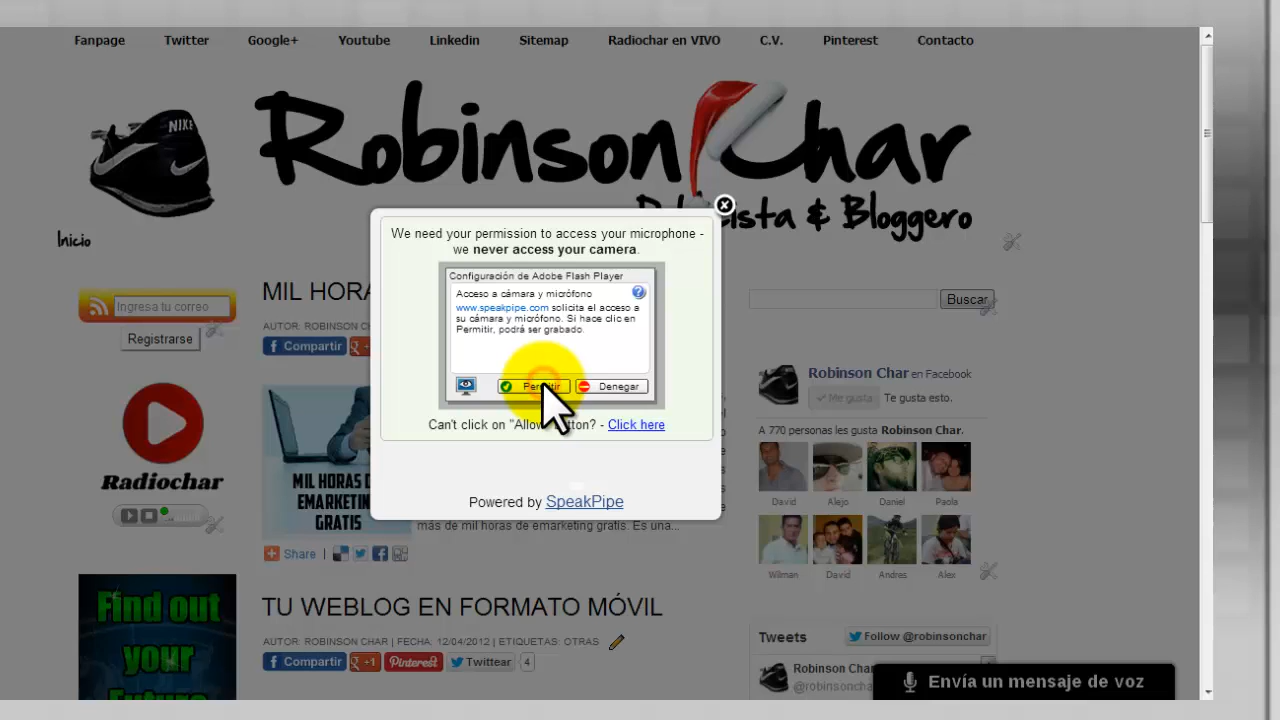 Fanpage Twitter Google+ Youtube Linkedin Sitemap Radiochar en VIVO C.V. Pinterest Contacto
NIKE
Robinson Char
& Bloggero
Inicio
We need your permission to access your microphone -
we never access your camera.
Configuración de Adobe Flash Player
Acceso a cámara y micrófono
www.speakpipe.com solicita el acceso a
su cámara y micrófono. Si hace clic en
Permitir, podrá ser grabado.
Denegar
Can't click on "Allow - Click here
Powered by SpeakPipe
Ingresa tu correo
Registrarse
Radiochar
Find out
your
Future
MIL HORA
AUTOR: ROBINSON CH
Compartir
MIL HORAS D
EMARKETING
GRATIS
más de mil horas de emarketing gratis. Es una...
Share |
TU WEBLOG EN FORMATO MÓVIL
AUTOR: ROBINSON CHAR | FECHA: 12/04/2012 | ETIQUETAS: OTRAS
Compartir +1 Pinterest Twittear 4
Buscar
Robinson Char en Facebook
Me gusta Te gusta esto.
A 770 personas les gusta Robinson Char.
David Alejo Daniel Paola
Wilman David Andres Alex
Tweets Follow @robinsonchar
Robinson Char
@robinsoncha
Envía un mensaje de voz